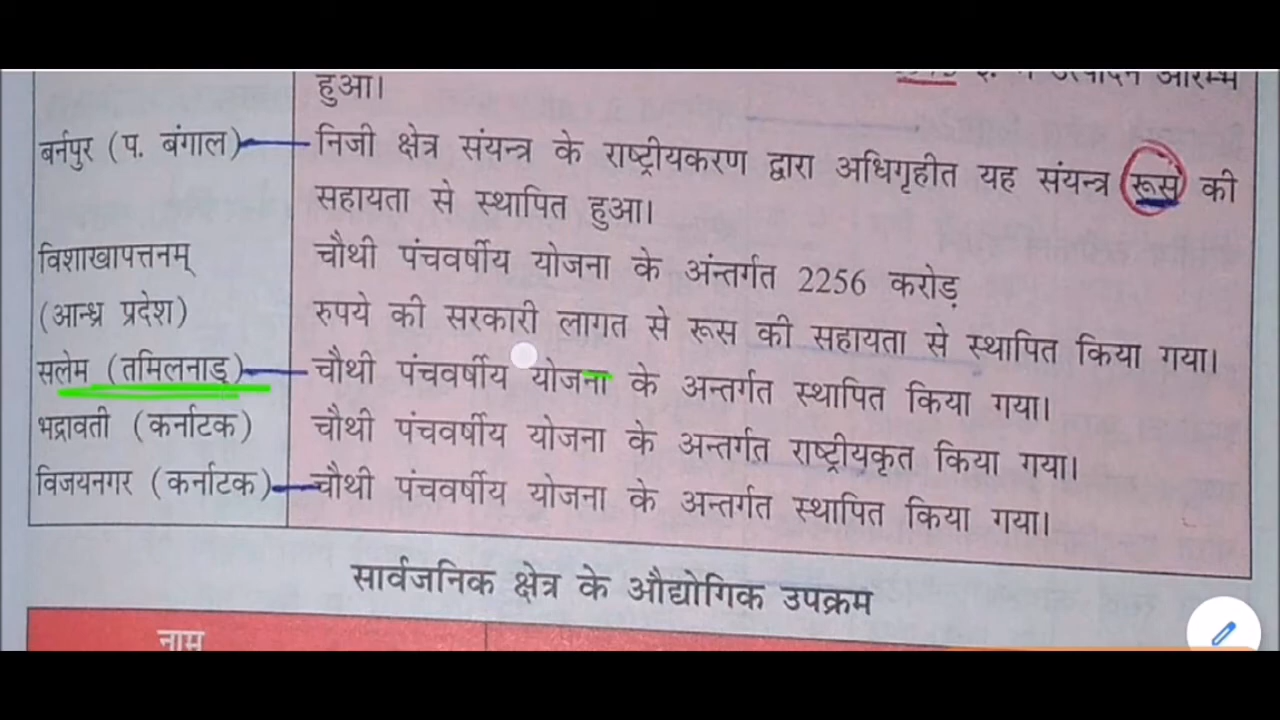 उत्पादन आरम्भ
हुआ।
बर्नपुर (प. बंगाल) निजी क्षेत्र संयन्त्र के राष्ट्रीयकरण द्वारा अधिगृहीत यह संयन्त्र रूस की
सहायता से स्थापित हुआ।
विशाखापत्तनम् चौथी पंचवर्षीय योजना के अंन्तर्गत 2256 करोड़
(आन्ध्र प्रदेश) रुपये की सरकारी लागत से रूस की सहायता से स्थापित किया गया।
सलेम (तमिलनाडु) चौथी पंचवर्षीय योजना के अन्तर्गत स्थापित किया गया।
भद्रावती (कर्नाटक) चौथी पंचवर्षीय योजना के अन्तर्गत राष्ट्रीयकृत किया गया।
विजयनगर (कर्नाटक) चौथी पंचवर्षीय योजना के अन्तर्गत स्थापित किया गया।
सार्वजनिक क्षेत्र के औद्योगिक उपक्रम
नाम